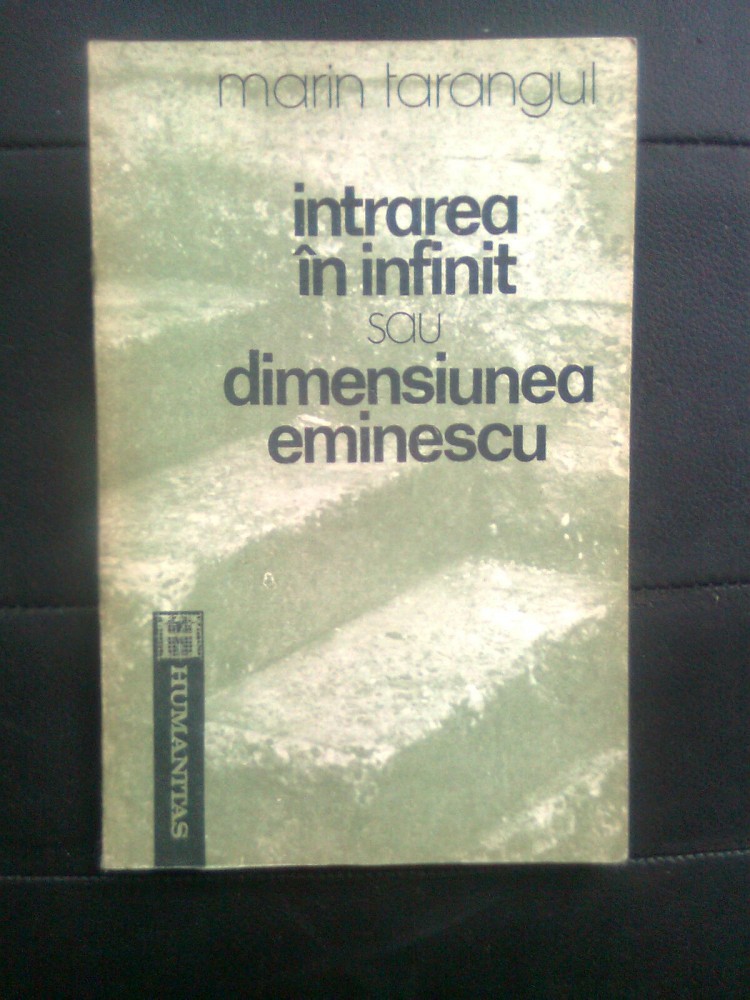 marin tarangul
intrarea
în infinit
sau
dimensiunea
eminescu
HUMANITAS